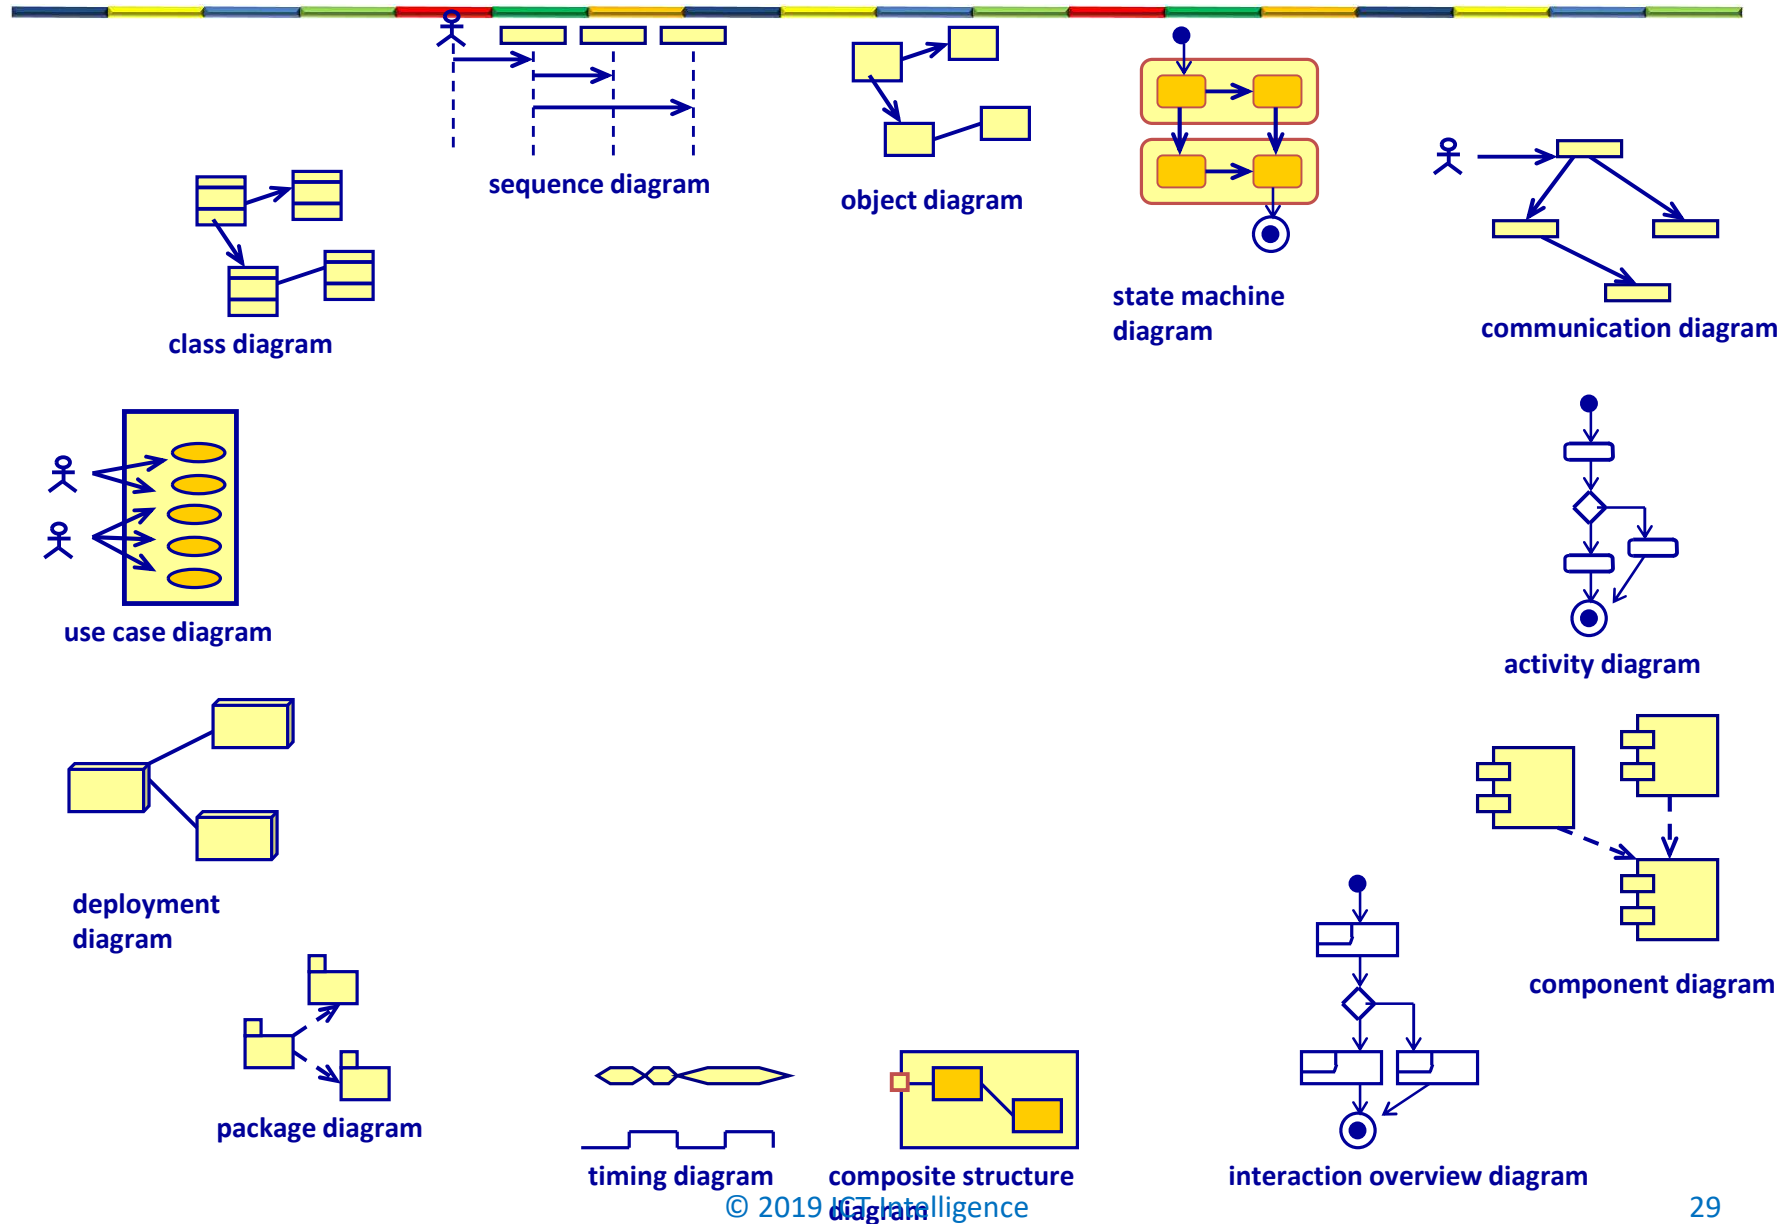 sequence diagram
object diagram
class diagram
state machine
diagram
communication diagram
use case diagram
activity diagram
deployment
diagram
component diagram
package diagram
timing diagram
composite structure
diagram
interaction overview diagram
© 2019 ICT Intelligence
29